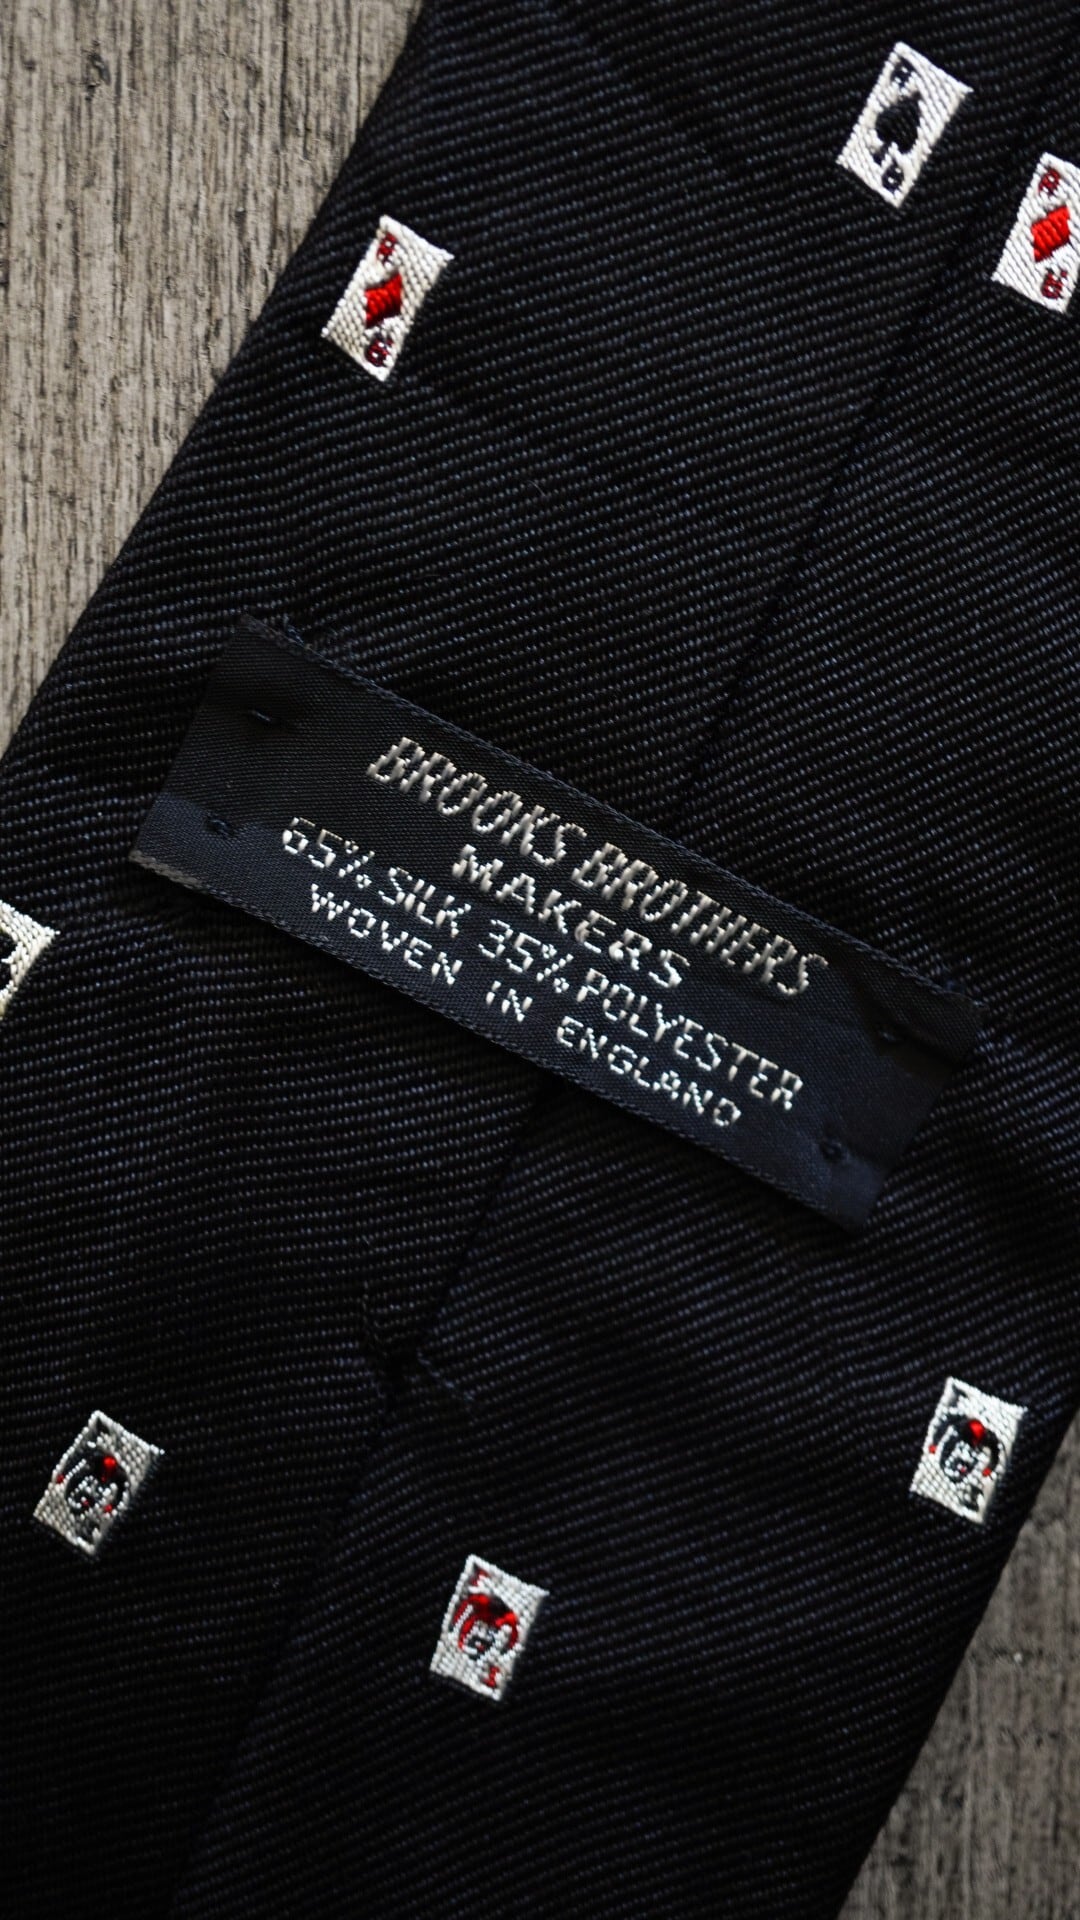 BROOKS BROTHERS
MAKERS
65% SILK 35% POLYESTER
WOVEN IN ENGLAND